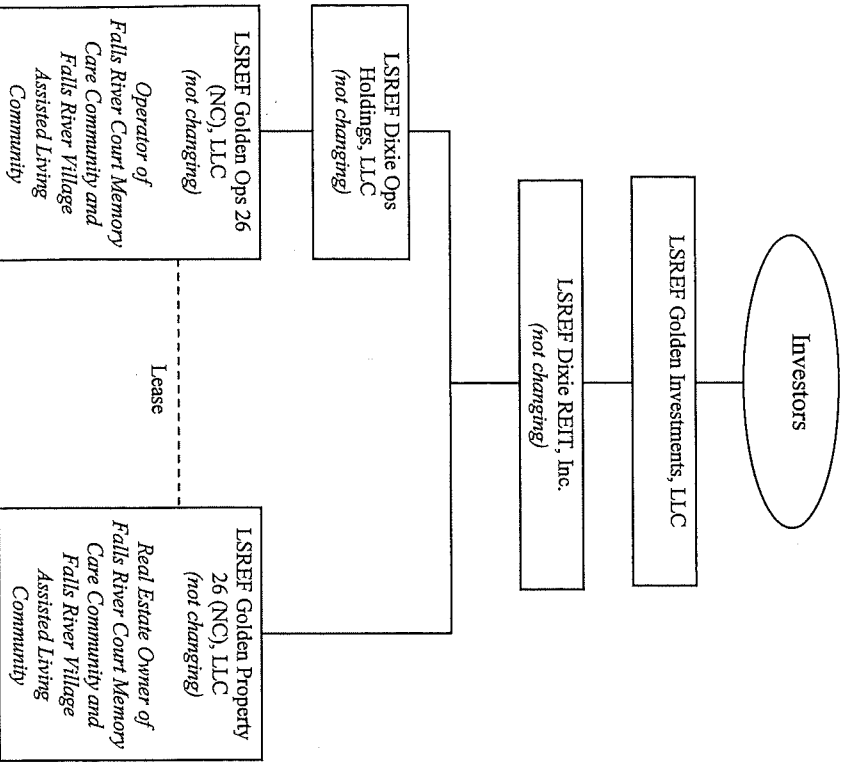 Investors
LSREF Golden Investments, LLC
LSREF Dixie REIT, Inc.
(not changing)
LSREF Dixie Ops
Holdings, LLC
(not changing)
LSREF Golden Ops 26
(NC), LLC
(not changing)
Operator of
Falls River Court Memory
Care Community and
Falls River Village
Assisted Living
Community
Lease
LSREF Golden Property
26 (NC), LLC
(not changing)
Real Estate Owner of
Falls River Court Memory
Care Community and
Falls River Village
Assisted Living
Community